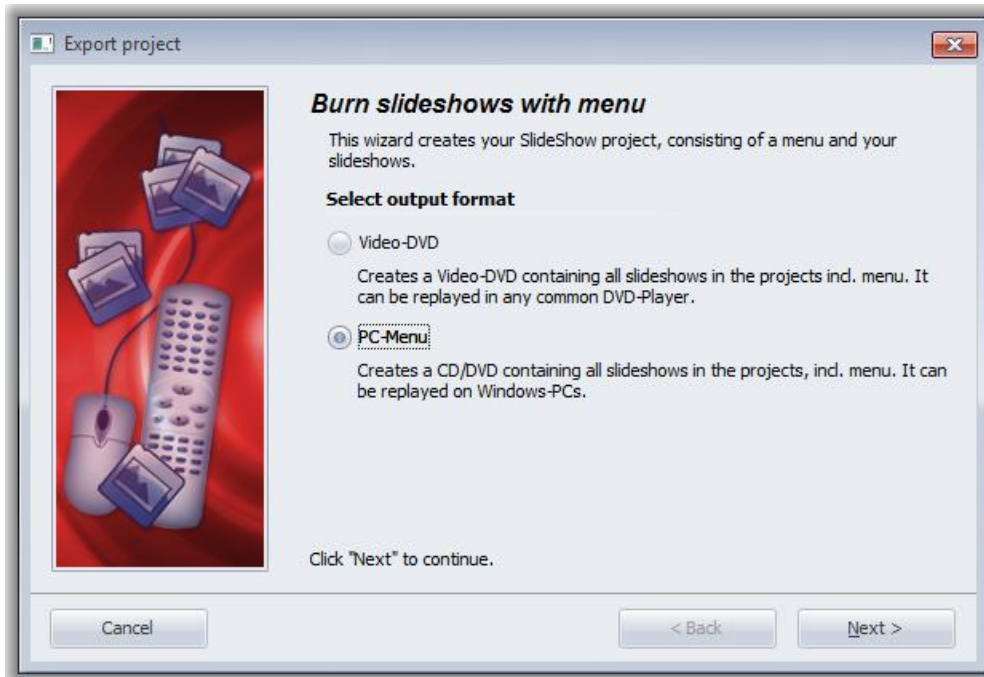 Export project
Burn slideshows with menu
This wizard creates your SlideShow project, consisting of a menu and your
slideshows.
Select output format
Video-DVD
Creates a Video-DVD containing all slideshows in the projects incl. menu. It
can be replayed in any common DVD-Player.
PC-Menu
Creates a CD/DVD containing all slideshows in the projects, incl. menu. It can
be replayed on Windows-PCs.
Click "Next" to continue.
Cancel
< Back
Next >